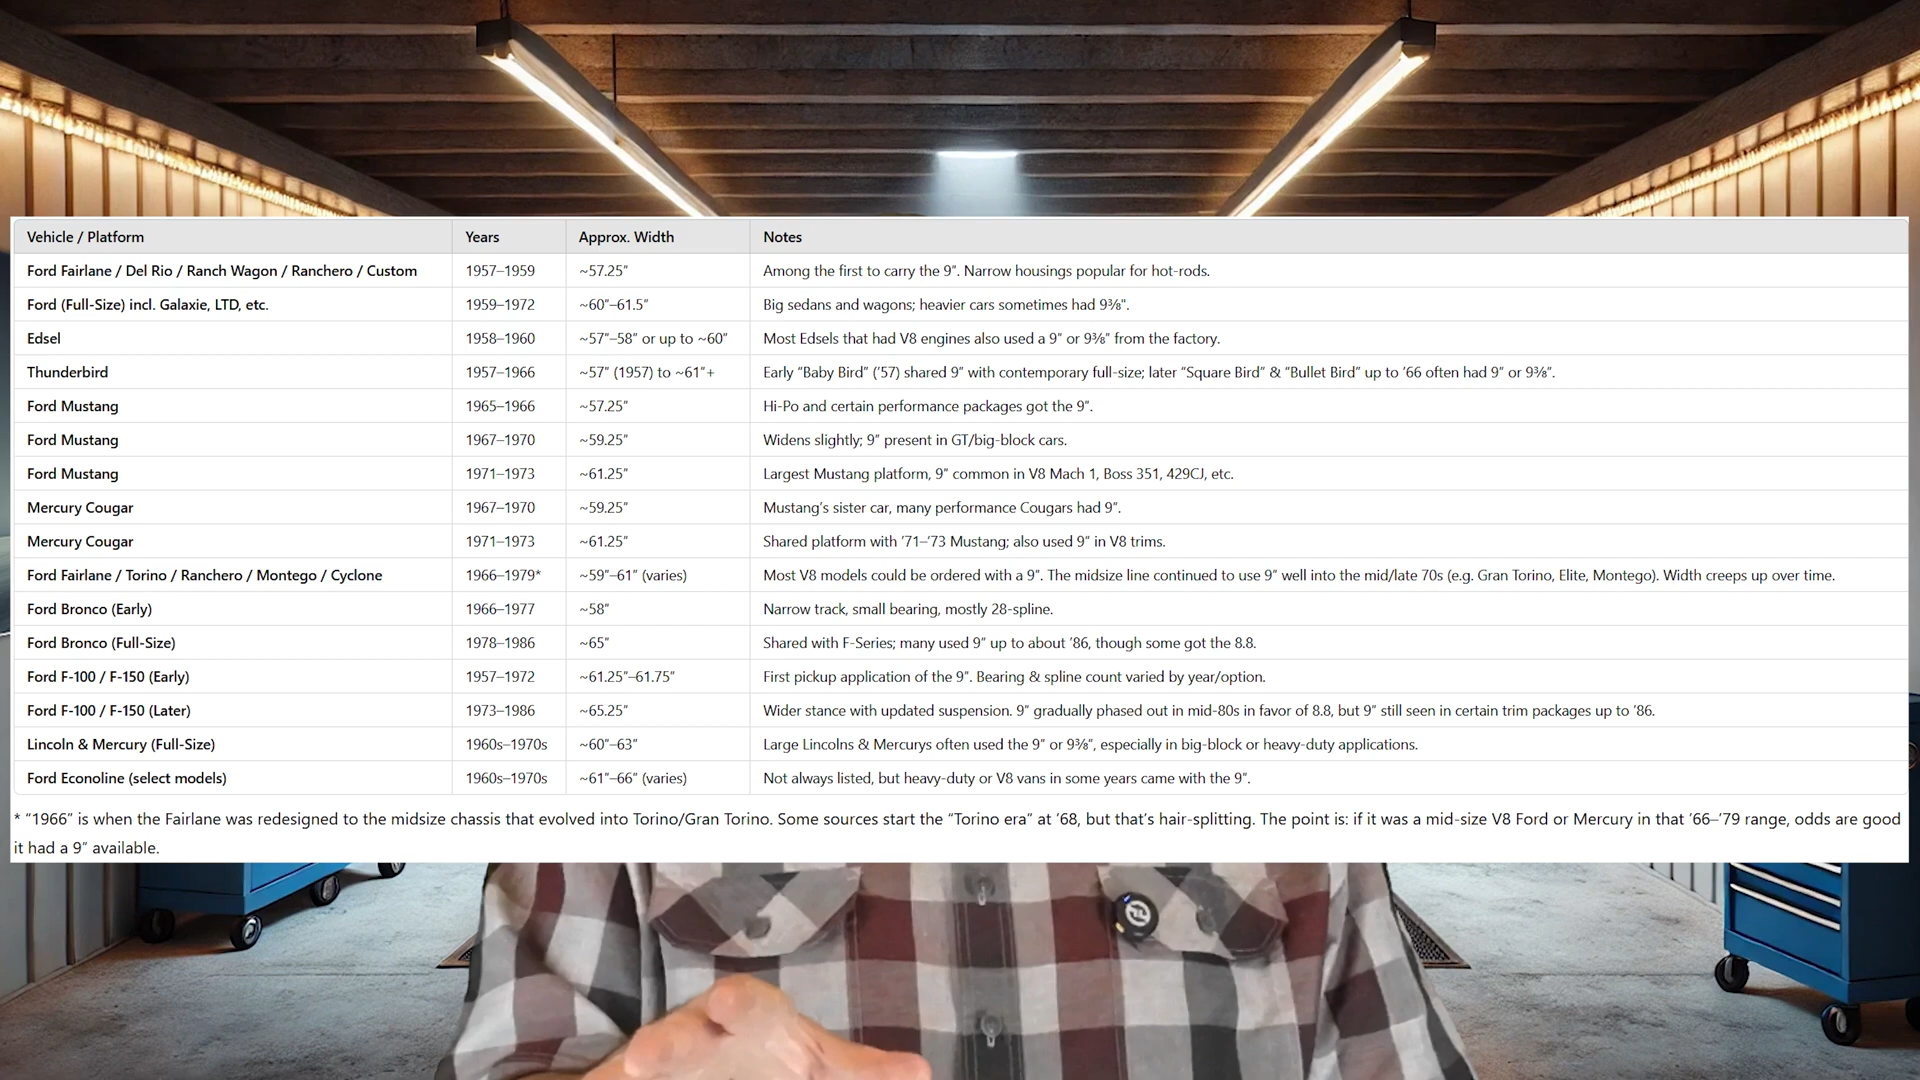 Vehicle / Platform Years Approx. Width Notes
Ford Fairlane / Del Rio / Ranch Wagon / Ranchero / Custom 1957–1959 ~57.25″ Among the first to carry the 9″. Narrow housings popular for hot-rods.
Ford (Full-Size) incl. Galaxie, LTD, etc. 1959–1972 ~60″–61.5″ Big sedans and wagons; heavier cars sometimes had 9⅜".
Edsel 1958–1960 ~57″–58″ or up to ~60″ Most Edsels that had V8 engines also used a 9″ or 9⅜″ from the factory.
Thunderbird 1957–1966 ~57″ (1957) to ~61″+ Early “Baby Bird” (’57) shared 9″ with contemporary full-size; later “Square Bird” & “Bullet Bird” up to ’66 often had 9″ or 9⅜″.
Ford Mustang 1965–1966 ~57.25″ Hi-Po and certain performance packages got the 9″.
Ford Mustang 1967–1970 ~59.25″ Widens slightly; 9″ present in GT/big-block cars.
Ford Mustang 1971–1973 ~61.25″ Largest Mustang platform, 9″ common in V8 Mach 1, Boss 351, 429CJ, etc.
Mercury Cougar 1967–1970 ~59.25″ Mustang’s sister car, many performance Cougars had 9″.
Mercury Cougar 1971–1973 ~61.25″ Shared platform with ’71–’73 Mustang; also used 9″ in V8 trims.
Ford Fairlane / Torino / Ranchero / Montego / Cyclone 1966–1979* ~59″–61″ (varies) Most V8 models could be ordered with a 9″. The midsize line continued to use 9″ well into the mid/late 70s (e.g. Gran Torino, Elite, Montego). Width creeps up over time.
Ford Bronco (Early) 1966–1977 ~58″ Narrow track, small bearing, mostly 28-spline.
Ford Bronco (Full-Size) 1978–1986 ~65″ Shared with F-Series; many used 9″ up to about ’86, though some got the 8.8.
Ford F-100 / F-150 (Early) 1957–1972 ~61.25″–61.75″ First pickup application of the 9″. Bearing & spline count varied by year/option.
Ford F-100 / F-150 (Later) 1973–1986 ~65.25″ Wider stance with updated suspension. 9″ gradually phased out in mid-80s in favor of 8.8, but 9″ still seen in certain trim packages up to ’86.
Lincoln & Mercury (Full-Size) 1960s–1970s ~60″–63″ Large Lincolns & Mercurys often used the 9″ or 9⅜″, especially in big-block or heavy-duty applications.
Ford Econoline (select models) 1960s–1970s ~61″–66″ (varies) Not always listed, but heavy-duty or V8 vans in some years came with the 9″.
* “1966” is when the Fairlane was redesigned to the midsize chassis that evolved into Torino/Gran Torino. Some sources start the “Torino era” at ’68, but that’s hair-splitting. The point is: if it was a mid-size V8 Ford or Mercury in that ’66–’79 range, odds are good
it had a 9″ available.